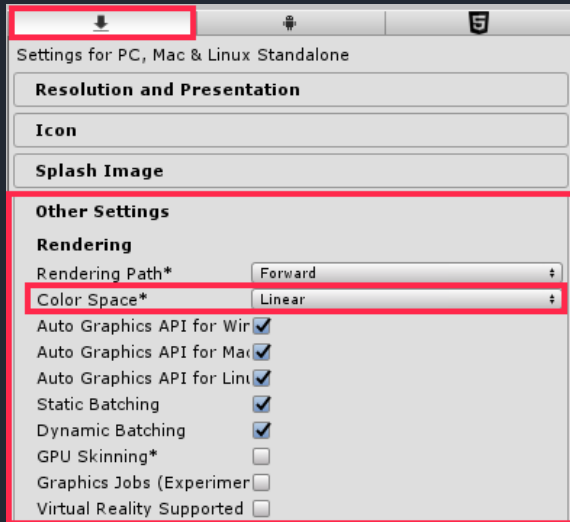 Settings for PC, Mac & Linux Standalone
Resolution and Presentation
Icon
Splash Image
Other Settings
Rendering
Rendering Path* Forward
Color Space* Linear
Auto Graphics API for Wir
Auto Graphics API for Mac
Auto Graphics API for Linu
Static Batching
Dynamic Batching
GPU Skinning*
Graphics Jobs (Experimer
Virtual Reality Supported